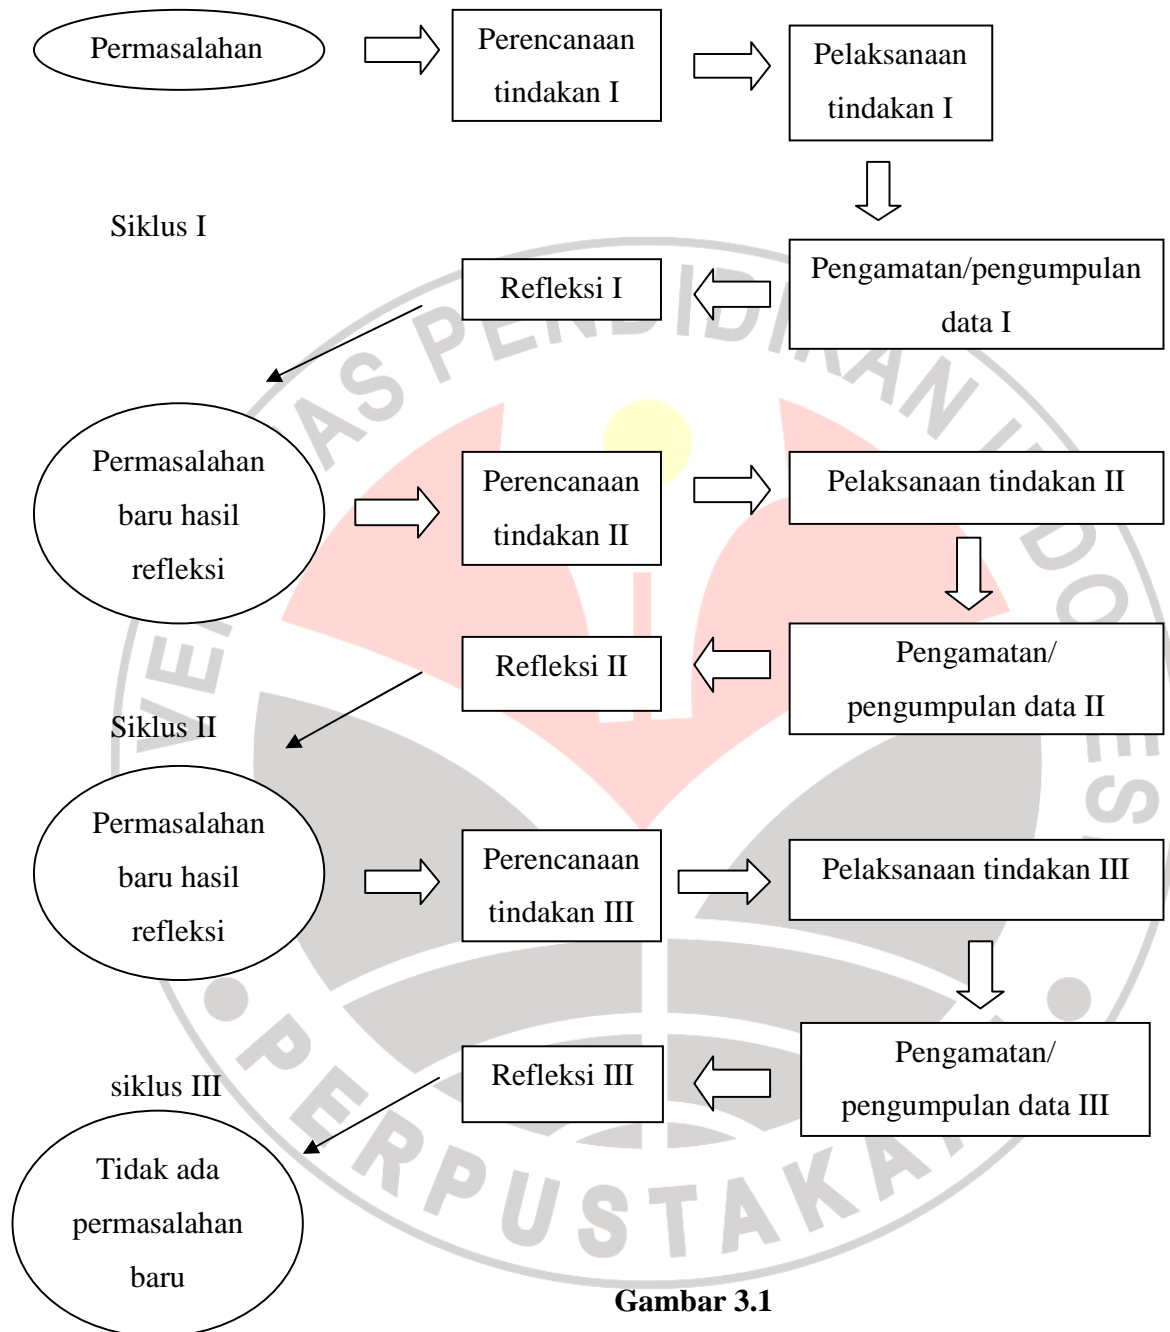 Permasalahan
Perencanaan
tindakan I
Pelaksanaan
tindakan I
Siklus I
Refleksi I
Pengamatan/pengumpulan
data I
Permasalahan
baru hasil
refleksi
Perencanaan
tindakan II
Pelaksanaan tindakan II
Refleksi II
Pengamatan/
pengumpulan data II
Siklus II
Permasalahan
baru hasil
refleksi
Perencanaan
tindakan III
Pelaksanaan tindakan III
Refleksi III
Pengamatan/
pengumpulan data III
siklus III
Tidak ada
permasalahan
baru
Gambar 3.1
PERPUSTAKAAN